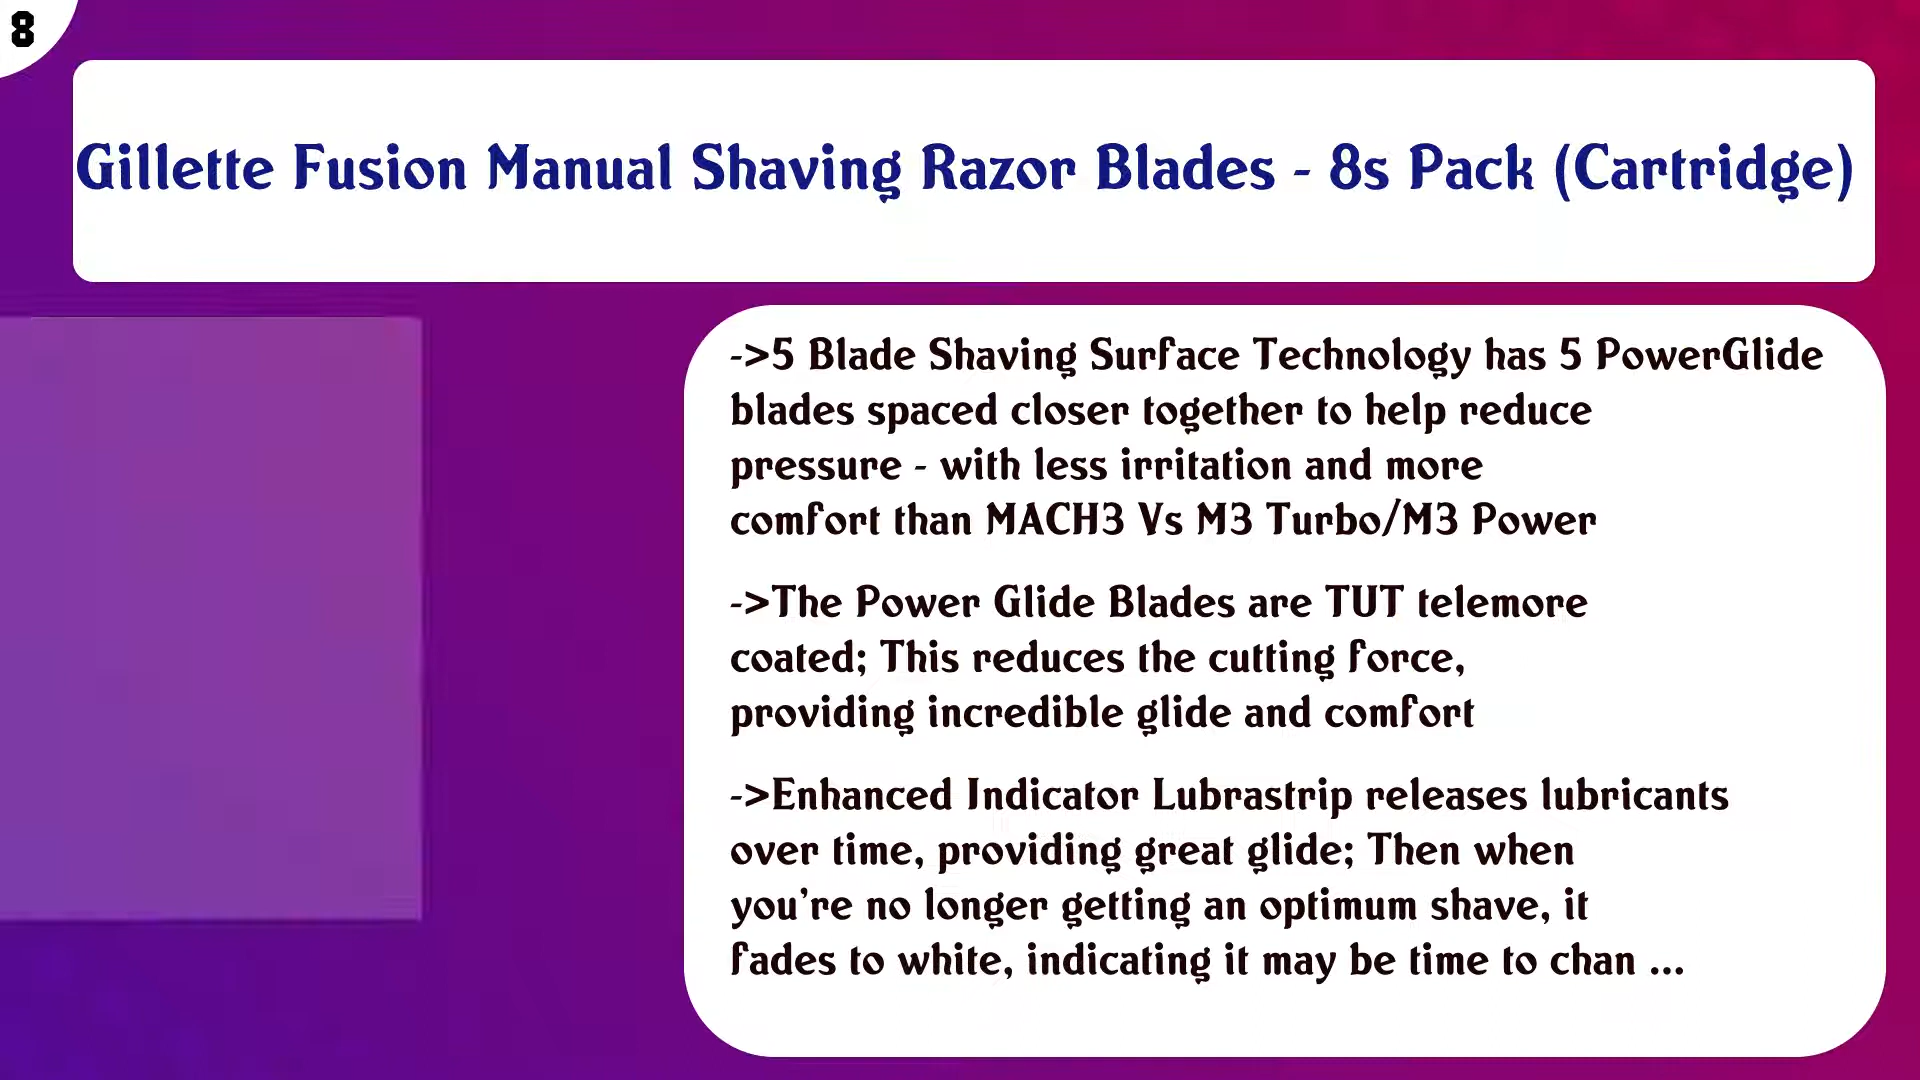 8
Gillette Fusion Manual Shaving Razor Blades - 8s Pack (Cartridge)
->5 Blade Shaving Surface Technology has 5 PowerGlide
blades spaced closer together to help reduce
pressure - with less irritation and more
comfort than MACH3 Vs M3 Turbo/M3 Power
->The Power Glide Blades are TUT telemore
coated; This reduces the cutting force,
providing incredible glide and comfort
->Enhanced Indicator Lubrastrip releases lubricants
over time, providing great glide; Then when
you're no longer getting an optimum shave, it
fades to white, indicating it may be time to chan ...